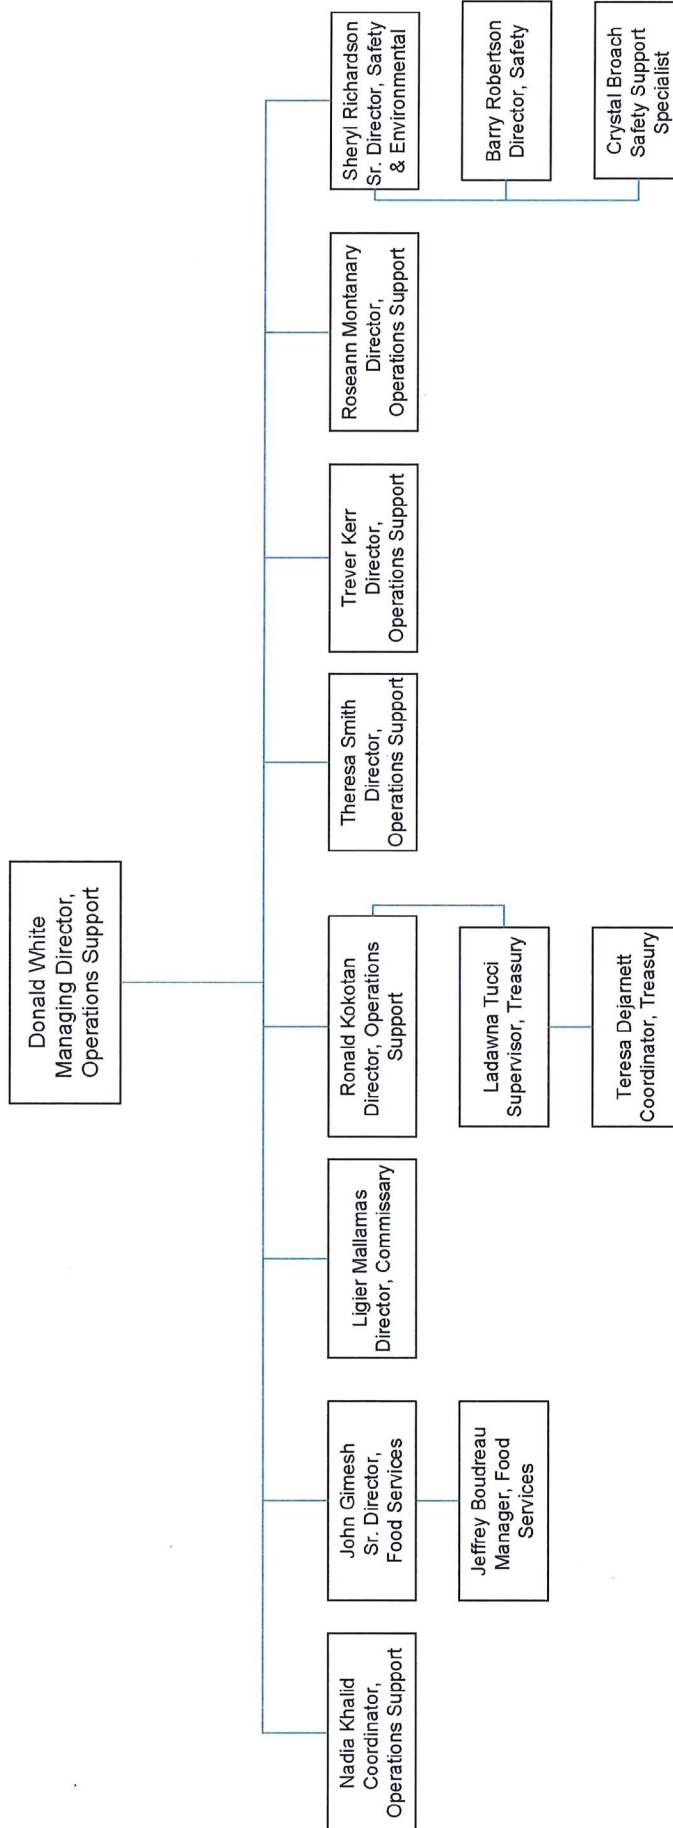 Donald White
Managing Director,
Operations Support
Nadia Khalid
Coordinator,
Operations Support
John Gimesh
Sr. Director,
Food Services
Jeffrey Boudreau
Manager, Food
Services
Ligier Mallamas
Director, Commissary
Ronald Kokotan
Director, Operations
Support
Ladawna Tucci
Supervisor, Treasury
Teresa Dejarnett
Coordinator, Treasury
Theresa Smith
Director,
Operations Support
Trever Kerr
Director,
Operations Support
Roseann Montanary
Director,
Operations Support
Sheryl Richardson
Sr. Director, Safety
& Environmental
Barry Robertson
Director, Safety
Crystal Broach
Safety Support
Specialist